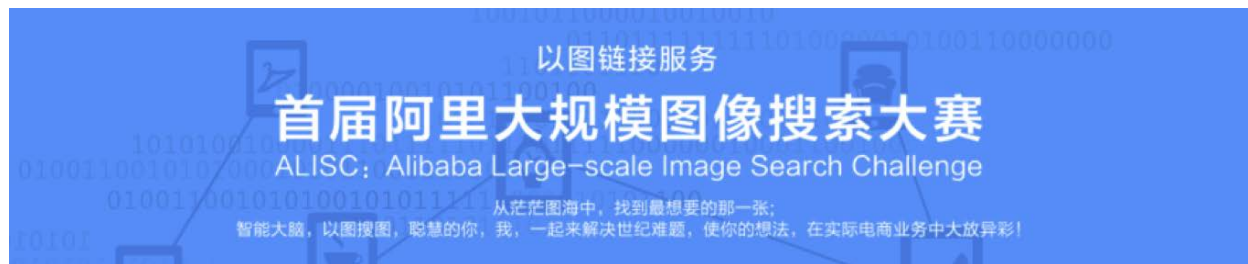 以图链接服务
首届阿里大规模图像搜索大赛
ALISC：Alibaba Large-scale Image Search Challenge
从茫茫图海中，找到最想要的那一张；
智能大脑，以图搜图，聪慧的你，我，一起来解决世纪难题，使你的想法，在实际电商业务中大放异彩！